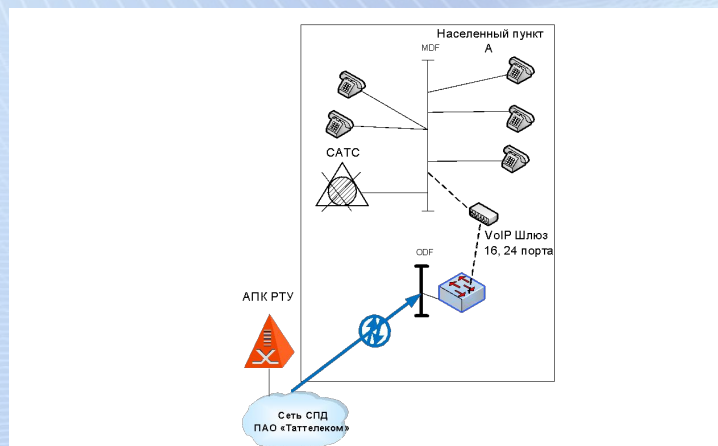 Населенный пункт
А
MDF
САТС
VoIP Шлюз
16, 24 порта
ODF
АПК РТУ
Сеть СПД
ПАО «Таттелеком»